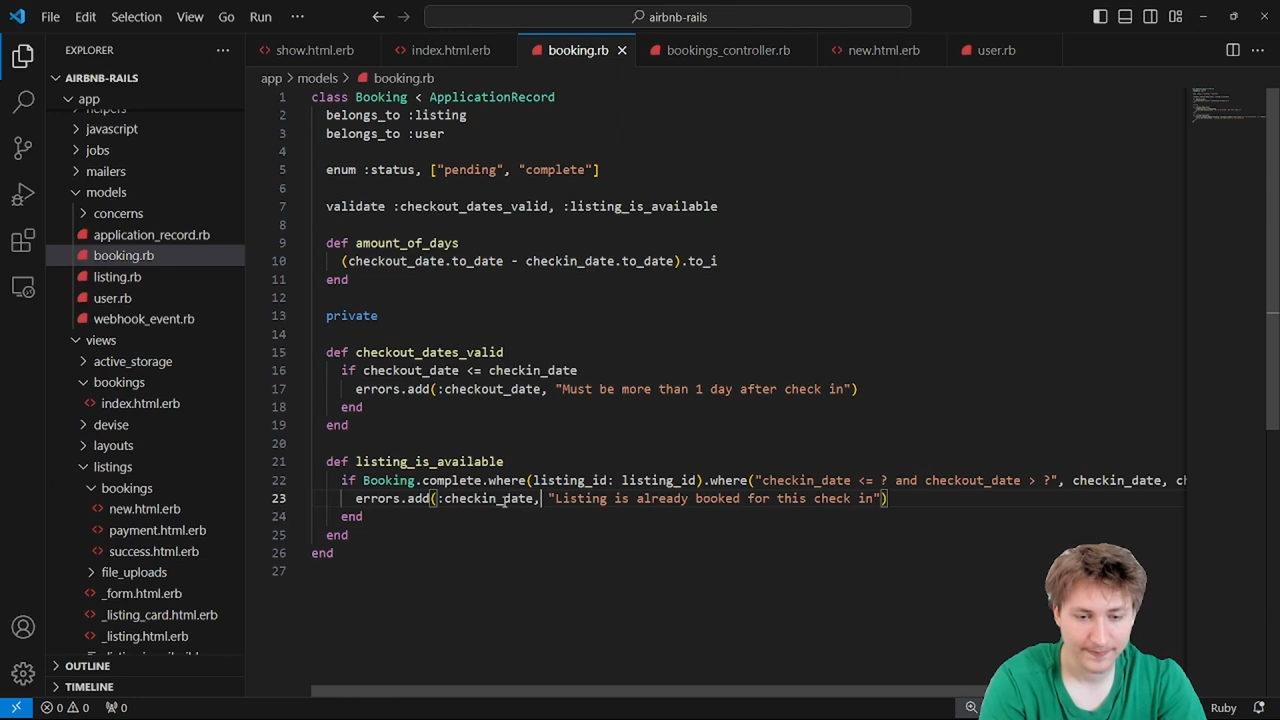 File Edit Selection View Go Run ··· airbnb-rails
EXPLORER ···
show.html.erb index.html.erb booking.rb bookings_controller.rb new.html.erb user.rb
AIRBNB-RAILS
app
helpers
javascript
jobs
mailers
models
concerns
application_record.rb
booking.rb
listing.rb
user.rb
webhook_event.rb
views
active_storage
bookings
index.html.erb
devise
layouts
listings
bookings
new.html.erb
payment.html.erb
success.html.erb
file_uploads
_form.html.erb
_listing_card.html.erb
_listing.html.erb
OUTLINE
TIMELINE
app > models > booking.rb
1 class Booking < ApplicationRecord
2 belongs_to :listing
3 belongs_to :user
4
5 enum :status, ["pending", "complete"]
6
7 validate :checkout_dates_valid, :listing_is_available
8
9 def amount_of_days
10 (checkout_date.to_date - checkin_date.to_date).to_i
11 end
12
13 private
14
15 def checkout_dates_valid
16 if checkout_date <= checkin_date
17 errors.add(:checkout_date, "Must be more than 1 day after check in")
18 end
19 end
20
21 def listing_is_available
22 if Booking.complete.where(listing_id: listing_id).where("checkin_date <= ? and checkout_date > ?", checkin_date, ch
23 errors.add(:checkin_date, "Listing is already booked for this check in")
24 end
25 end
26 end
27
0 0 0 Ruby